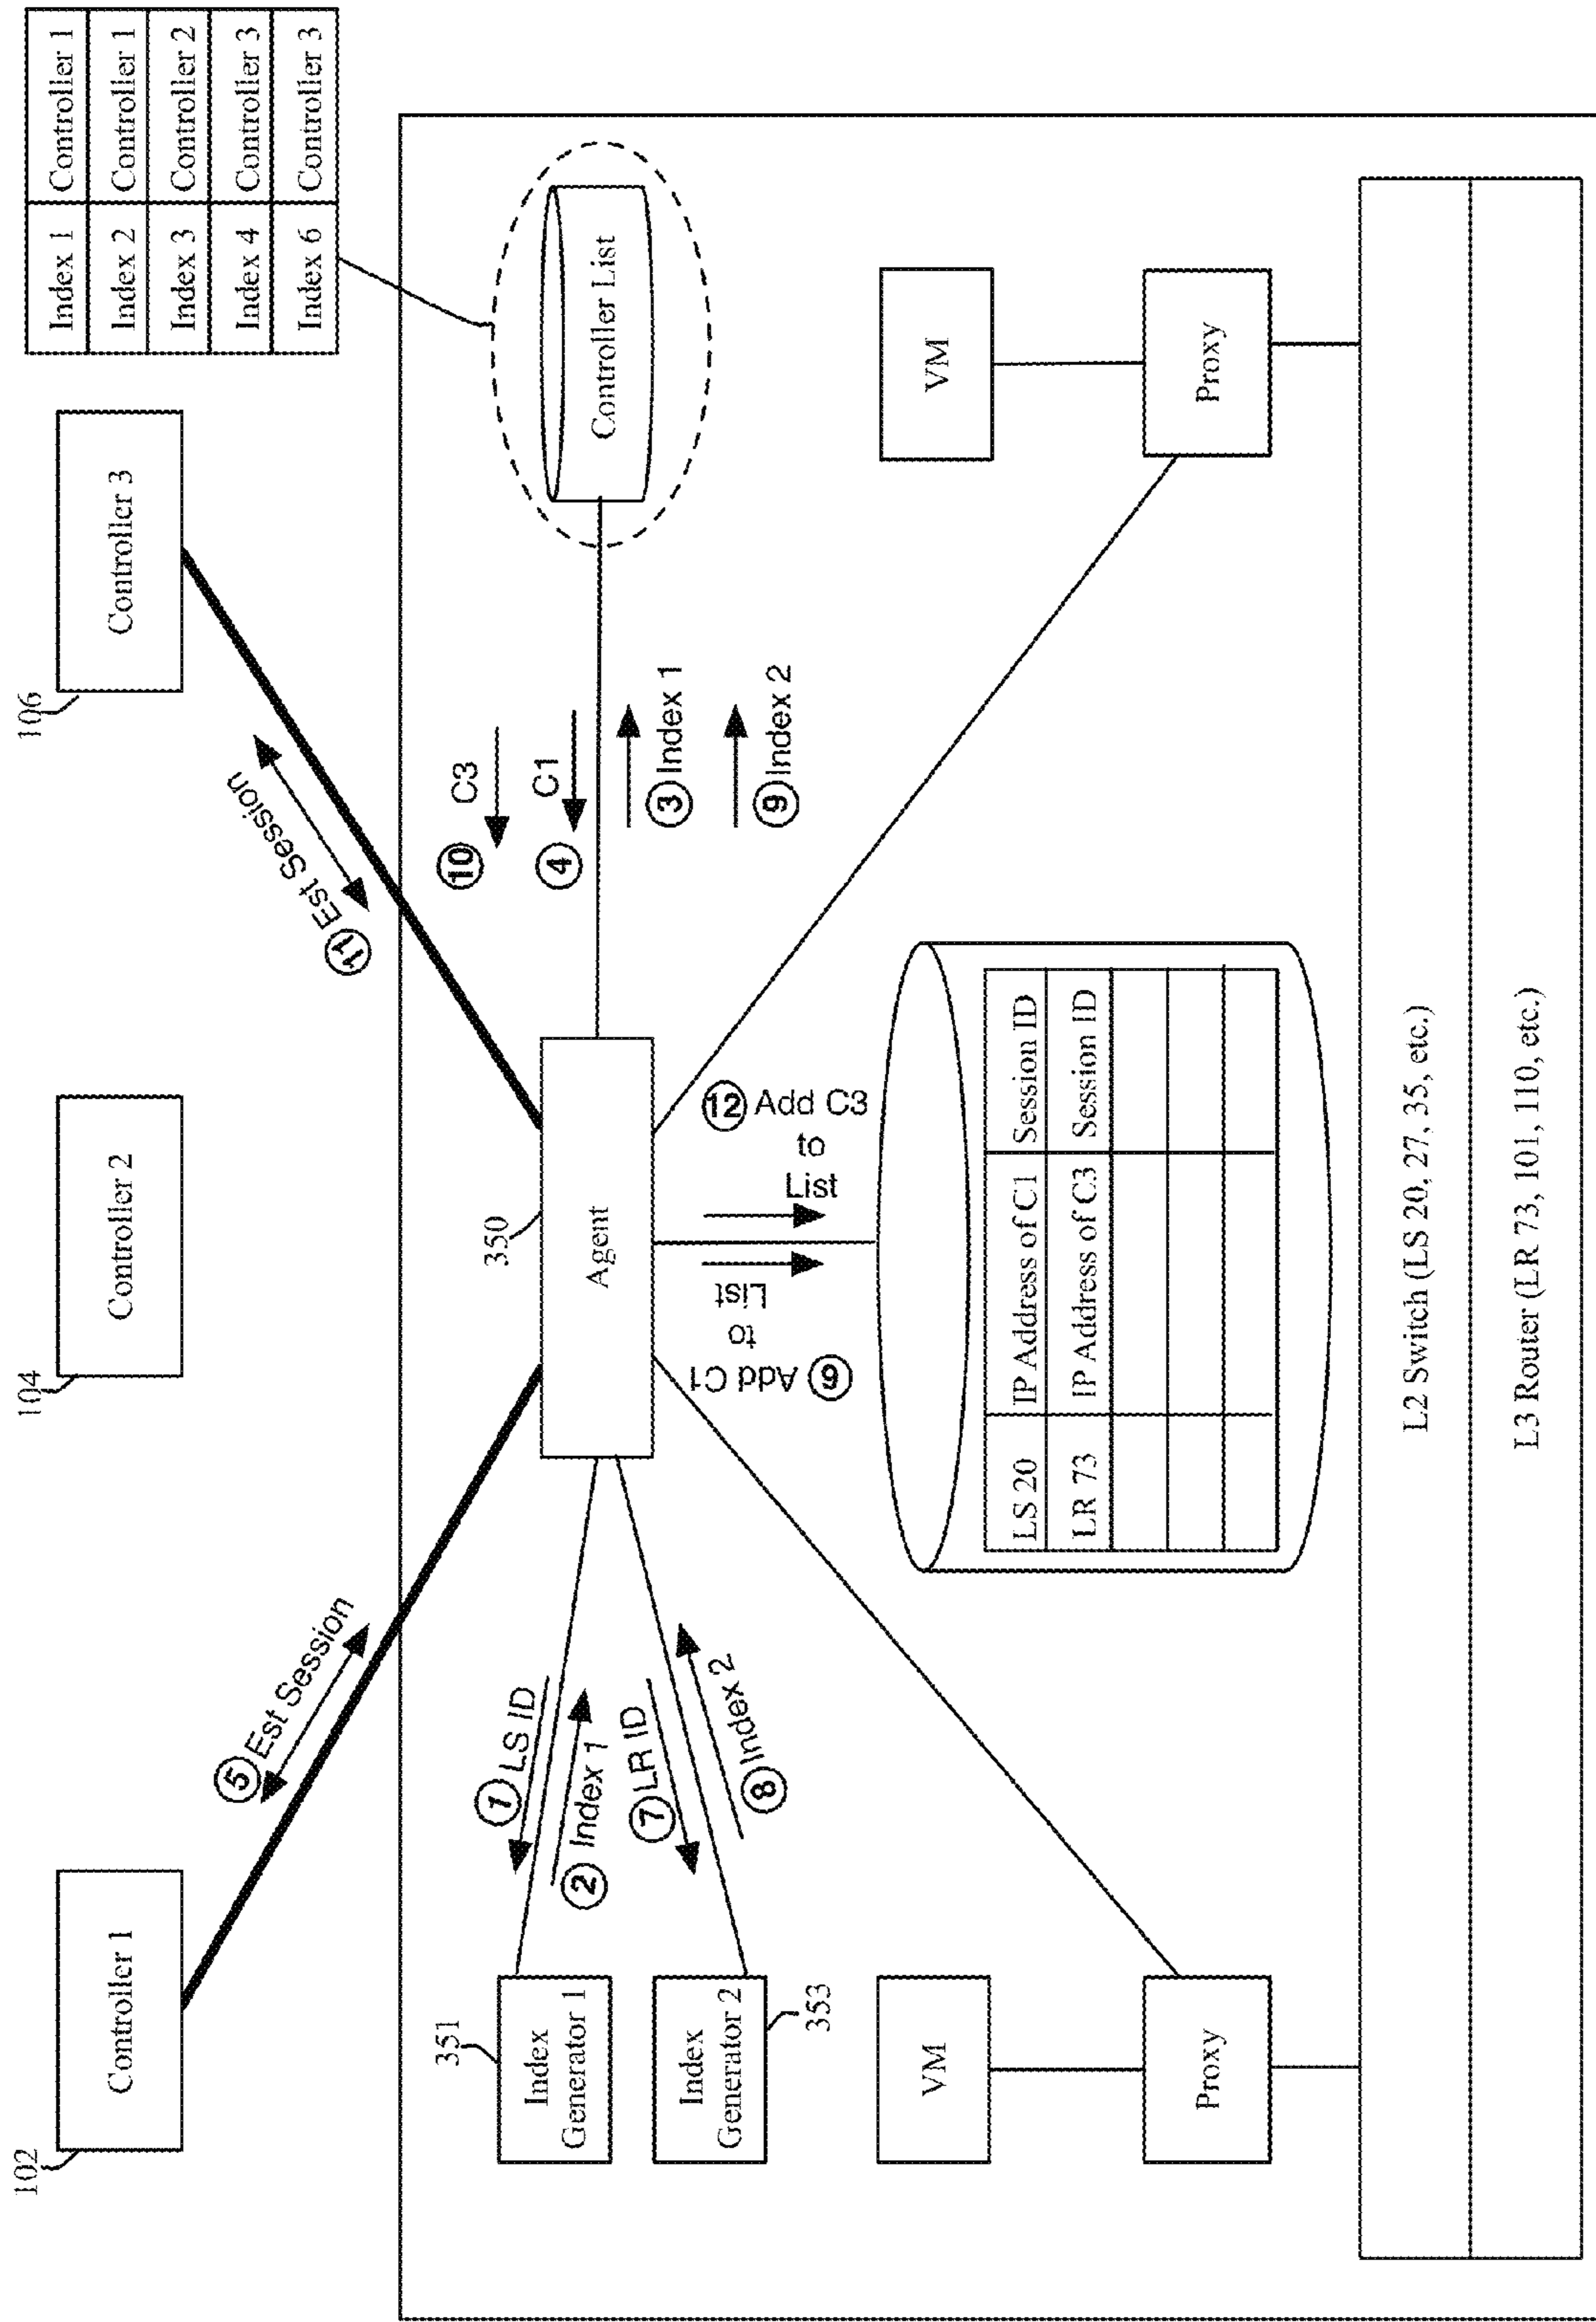 102
Controller 1
104
Controller 2
106
Controller 3
Index 1 Controller 1
Index 2 Controller 1
Index 3 Controller 2
Index 4 Controller 3
Index 6 Controller 3
5 Est Session
11 Est Session
351
Index
Generator 1
Index
Generator 2
353
1 LS ID
2 Index 1
7 LR ID
8 Index 2
350
Agent
10 C3
4 C1
3 Index 1
9 Index 2
Controller List
6 Add C1
to
List
12 Add C3
to
List
LS 20 IP Address of C1 Session ID
LR 73 IP Address of C3 Session ID
VM
Proxy
VM
Proxy
L2 Switch (LS 20, 27, 35, etc.)
L3 Router (LR 73, 101, 110, etc.)